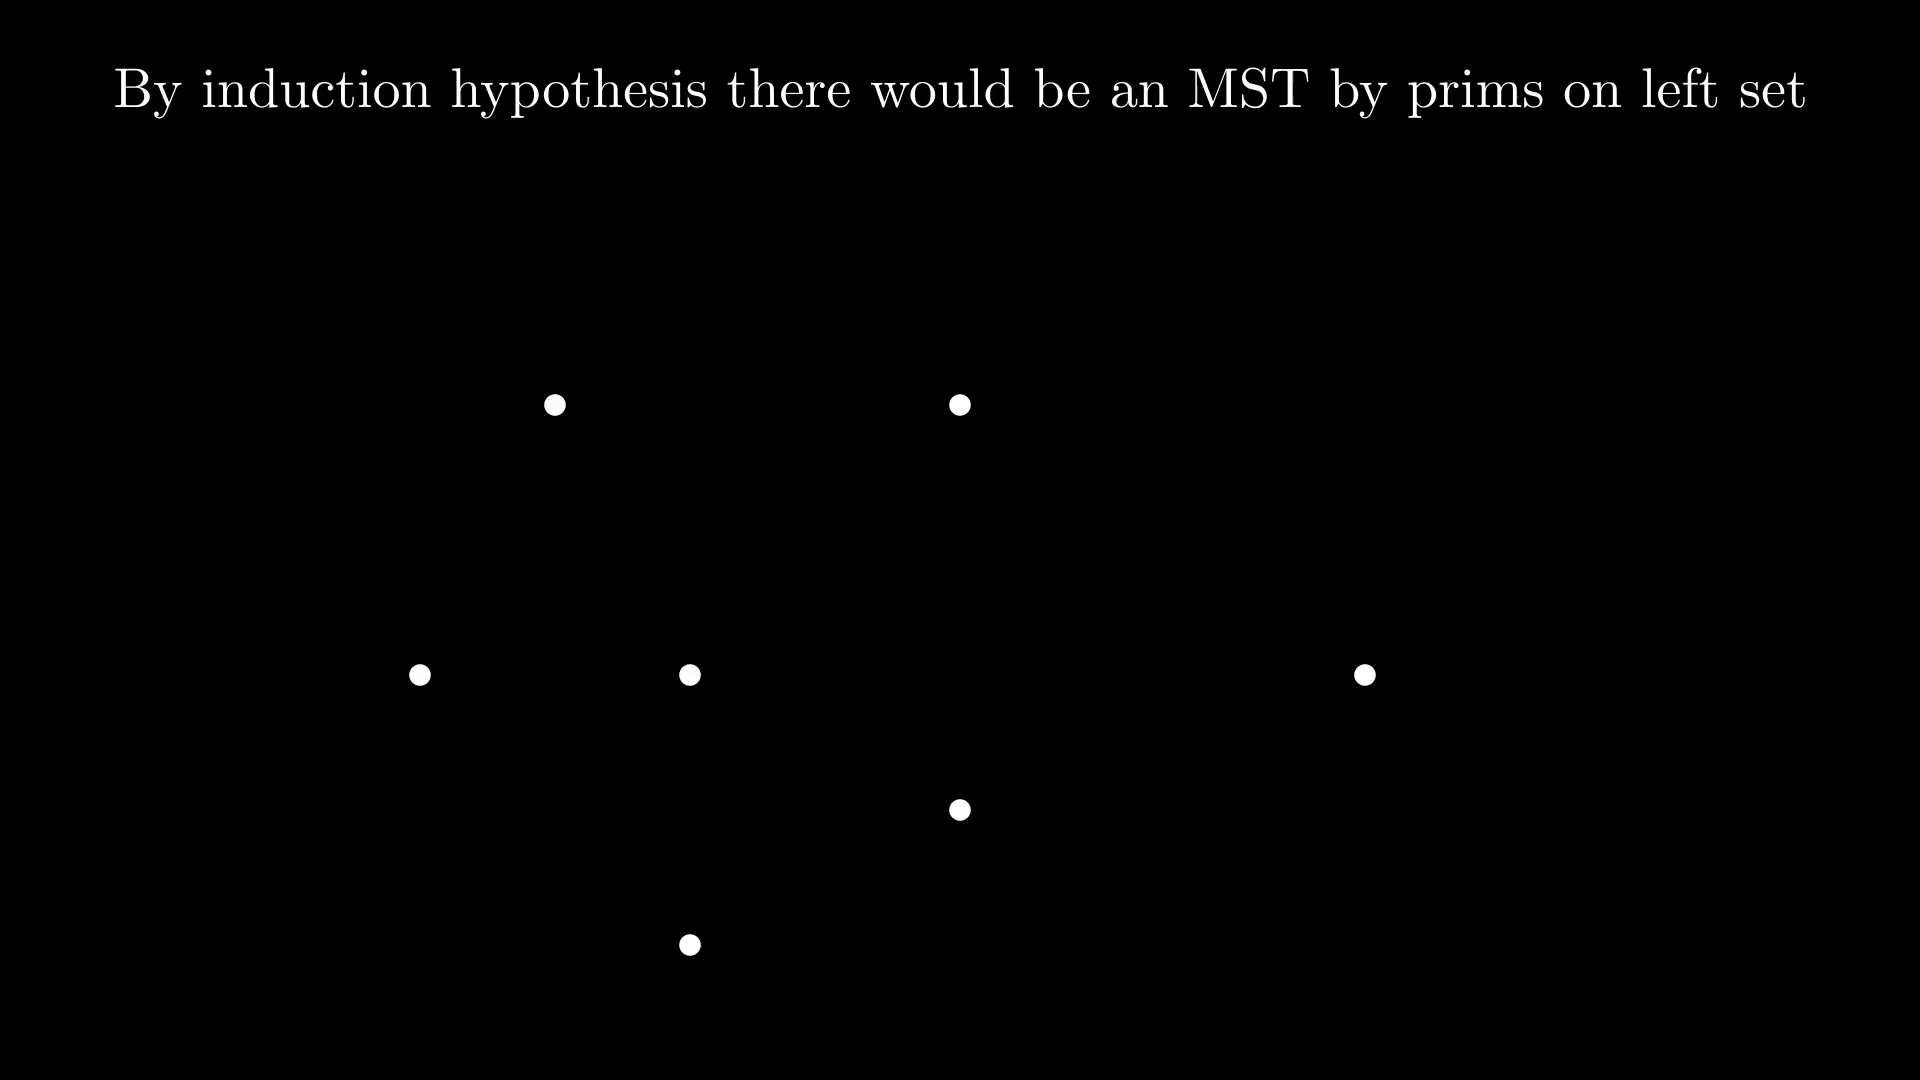 By induction hypothesis there would be an MST by prims on left set